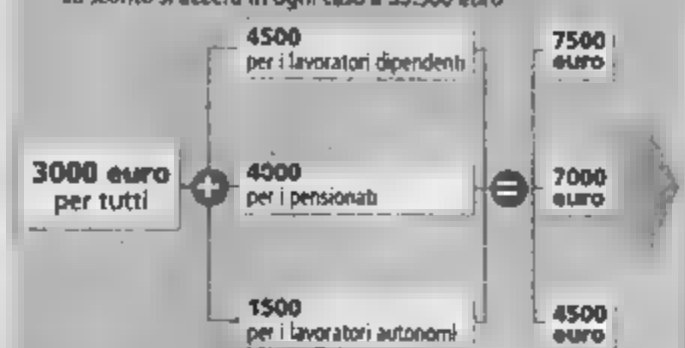 4500
per i lavoratori dipendenti
7500
euro
3000 euro
per tutti
+
4000
per i pensionati
=
7000
euro
1500
per i lavoratori autonomi
4500
euro